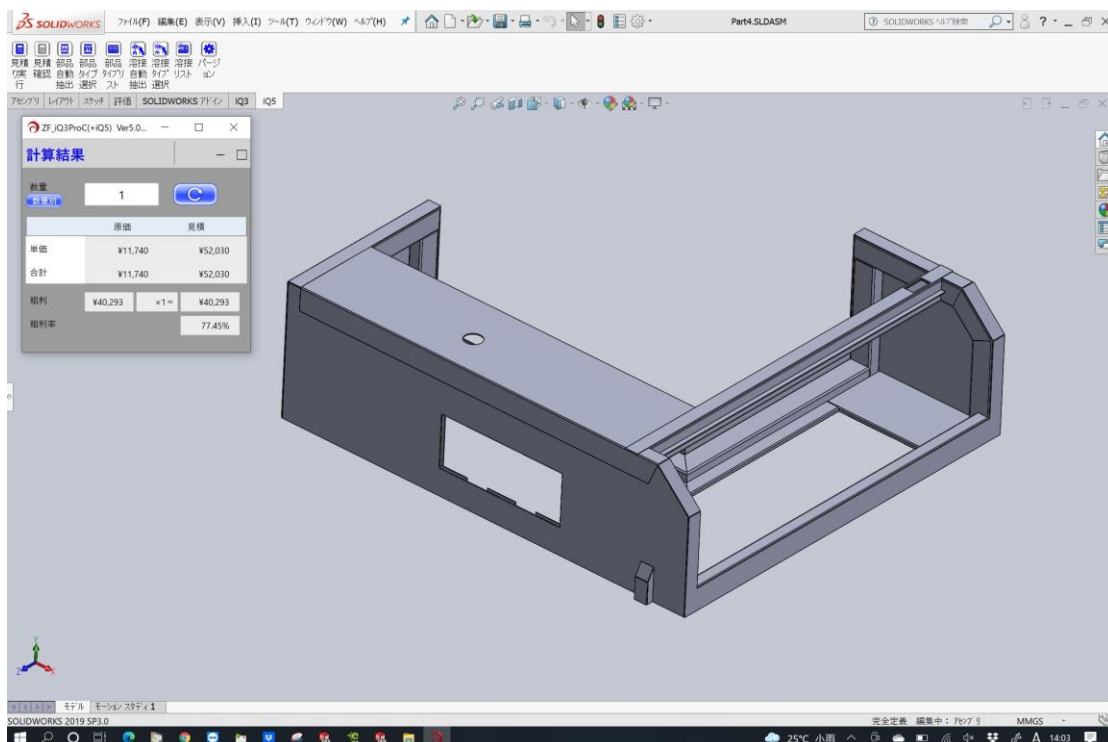 SOLIDWORKS ファイル(F) 編集(E) 表示(V) 挿入(I) ツール(T) ウィンドウ(W) ヘルプ(H) Part4.SLDASM SOLIDWORKS ヘルプ検索
見積り実行 見積確認 部品自動抽出 部品タイプ選択 部品タイプリスト 溶接自動抽出 溶接タイプ選択 溶接リスト バージョン
アセンブリ レイアウト スケッチ 評価 SOLIDWORKS アドイン iQ3 iQ5
ZF_iQ3ProC(+iQ5) Ver5.0...
計算結果
数量 1
数量別
原価 見積
単価 ¥11,740 ¥52,030
合計 ¥11,740 ¥52,030
粗利 ¥40,293 ×1= ¥40,293
粗利率 77.45%
Y
Z X
モデル モーション スタディ 1
SOLIDWORKS 2019 SP3.0 完全定義 編集中: アセンブリ MMGS
25°C 小雨 A 14:03